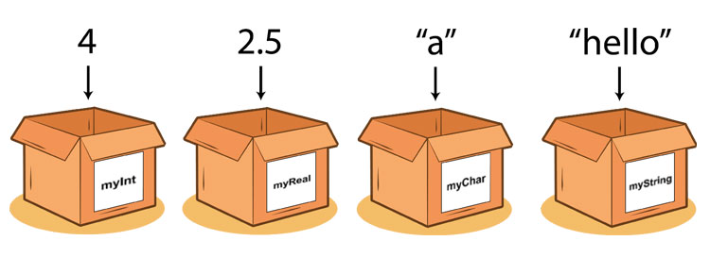 4
2.5
“a”
“hello”
myInt
myReal
myChar
myString